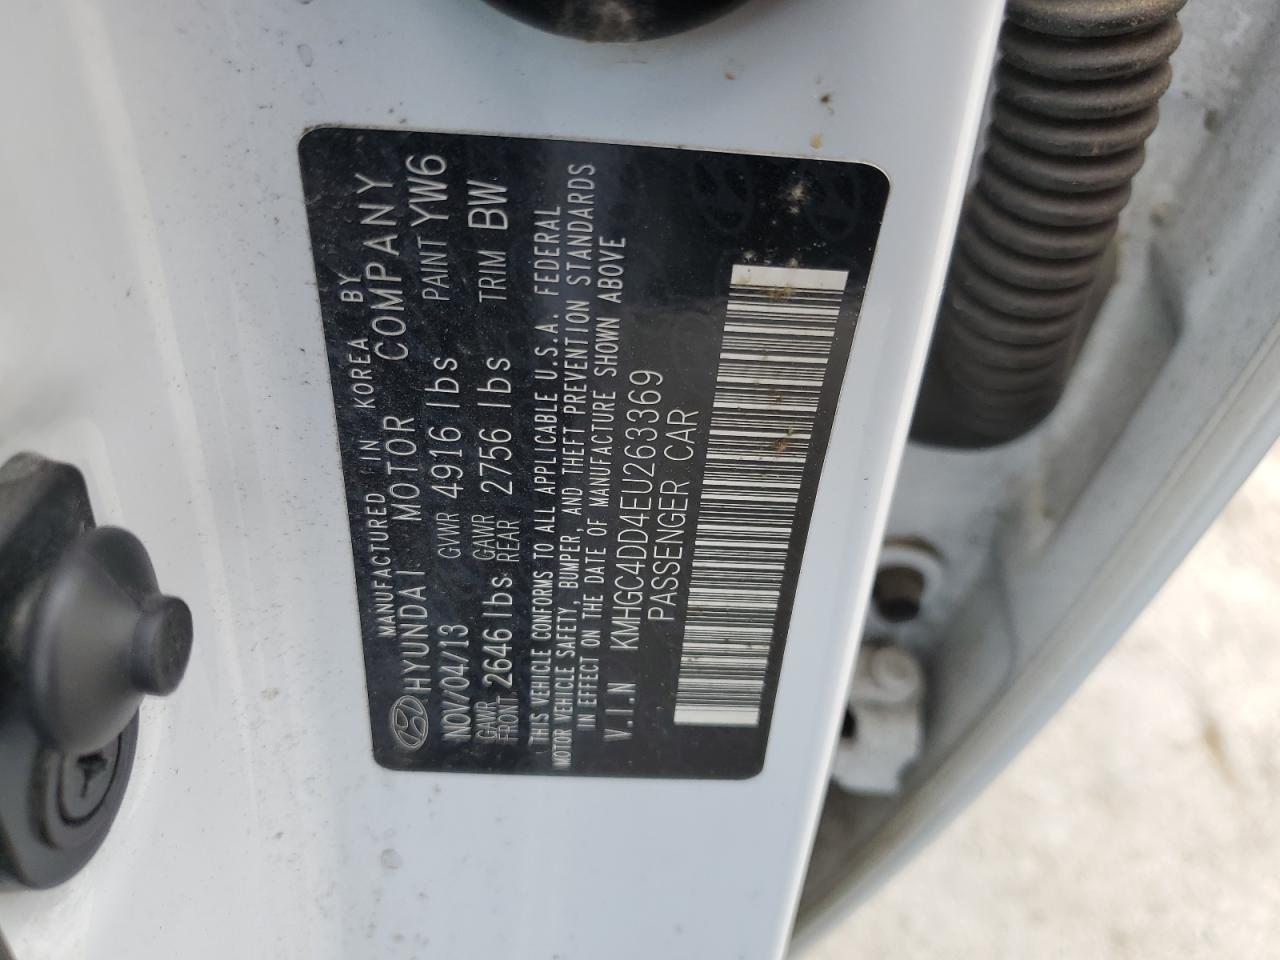 MANUFACTURED IN KOREA BY
HYUNDAI MOTOR COMPANY
NOV/04/13 GVWR 4916 lbs PAINT YW6
GAWR FRONT 2646 lbs GAWR REAR 2756 lbs TRIM BW
THIS VEHICLE CONFORMS TO ALL APPLICABLE U.S.A. FEDERAL
MOTOR VEHICLE SAFETY, BUMPER, AND THEFT PREVENTION STANDARDS
IN EFFECT ON THE DATE OF MANUFACTURE SHOWN ABOVE
V.I.N KMHGC4DD4EU263369
PASSENGER CAR